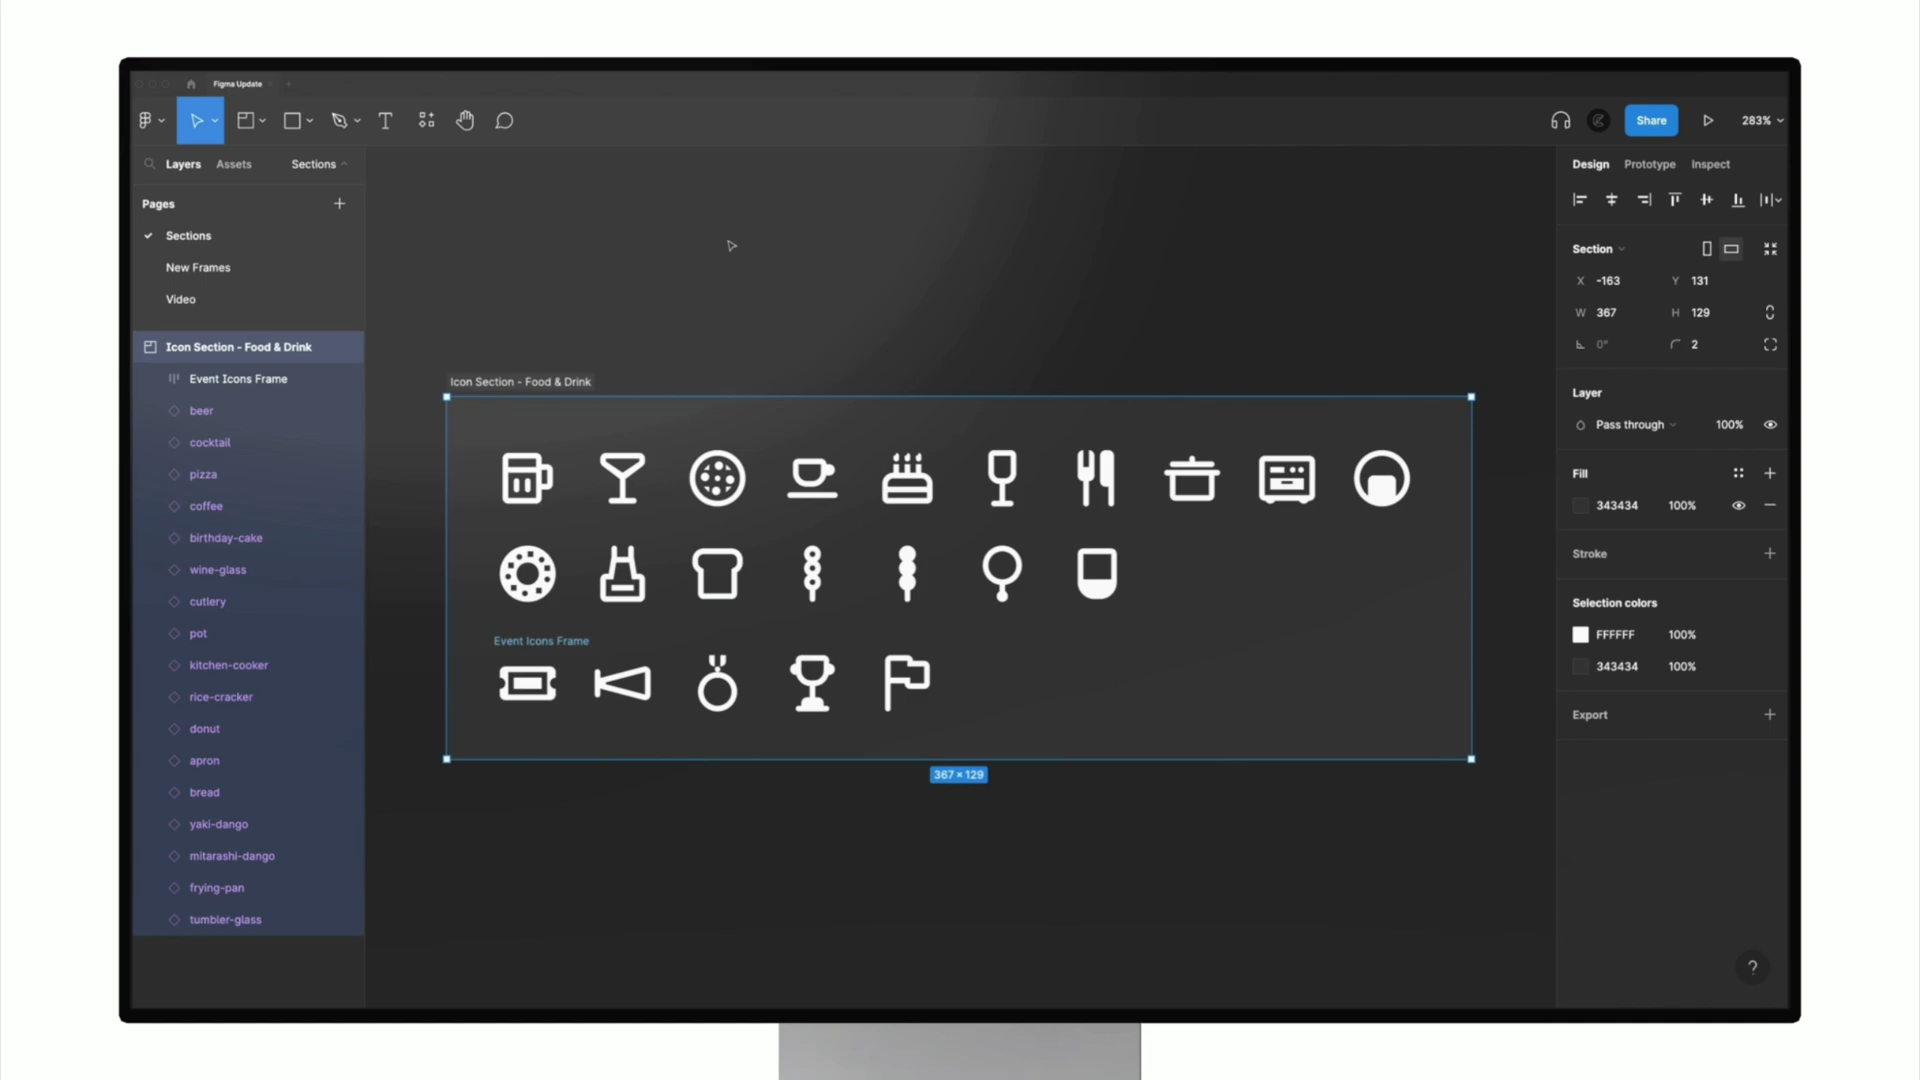 Figma Update
Share
283%
Layers
Assets
Sections
Pages
Sections
New Frames
Video
Icon Section - Food & Drink
Event Icons Frame
beer
cocktail
pizza
coffee
birthday-cake
wine-glass
cutlery
pot
kitchen-cooker
rice-cracker
donut
apron
bread
yaki-dango
mitarashi-dango
frying-pan
tumbler-glass
Icon Section - Food & Drink
Event Icons Frame
367 × 129
Design
Prototype
Inspect
Section
X -163
Y 131
W 367
H 129
0°
2
Layer
Pass through
100%
Fill
343434
100%
Stroke
Selection colors
FFFFFF
100%
343434
100%
Export
?